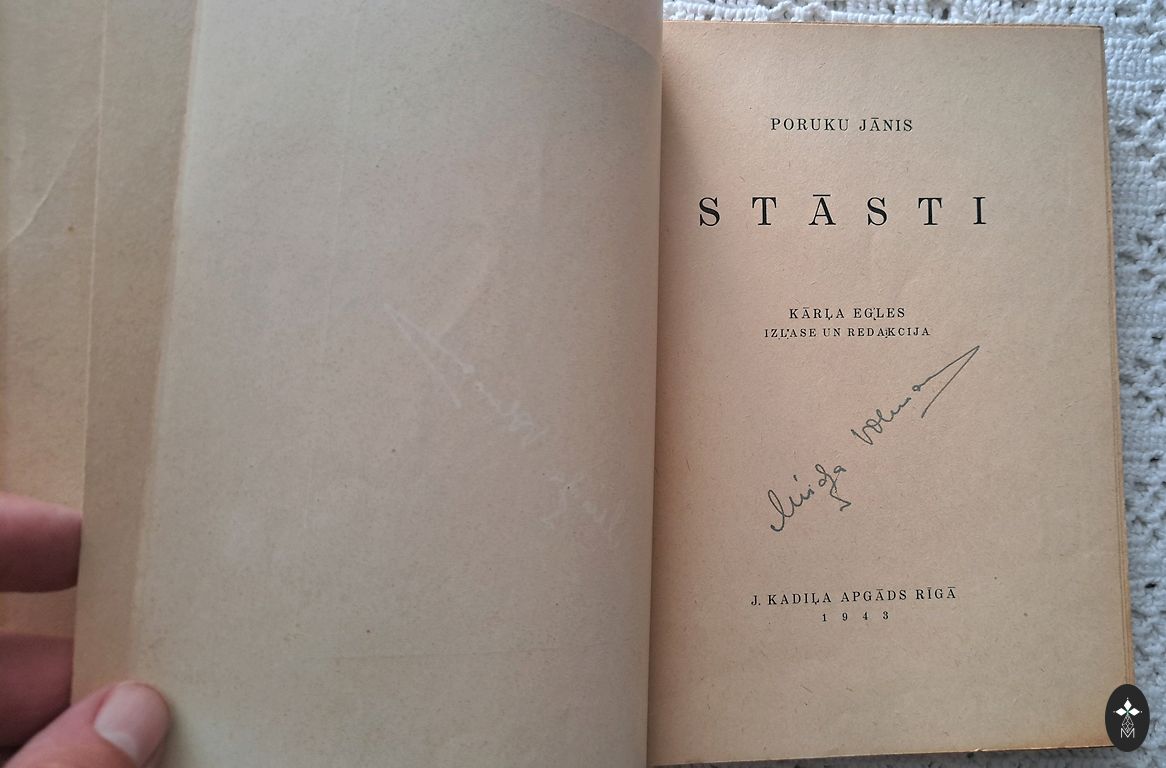 PORUKU JĀNIS
STĀSTI
KĀRĻA EGLES
IZLASE UN REDAKCIJA
J. KADIĻA APGĀDS RĪGĀ
1943
M